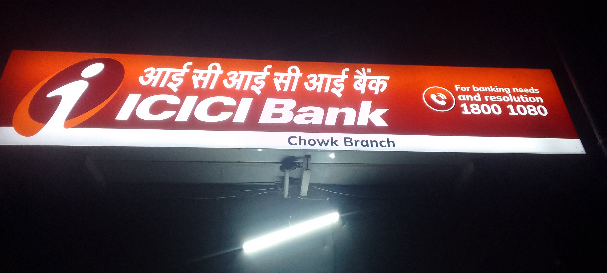 आई सी आई सी आई बैंक
ICICI Bank
For banking needs
and resolution
1800 1080
Chowk Branch